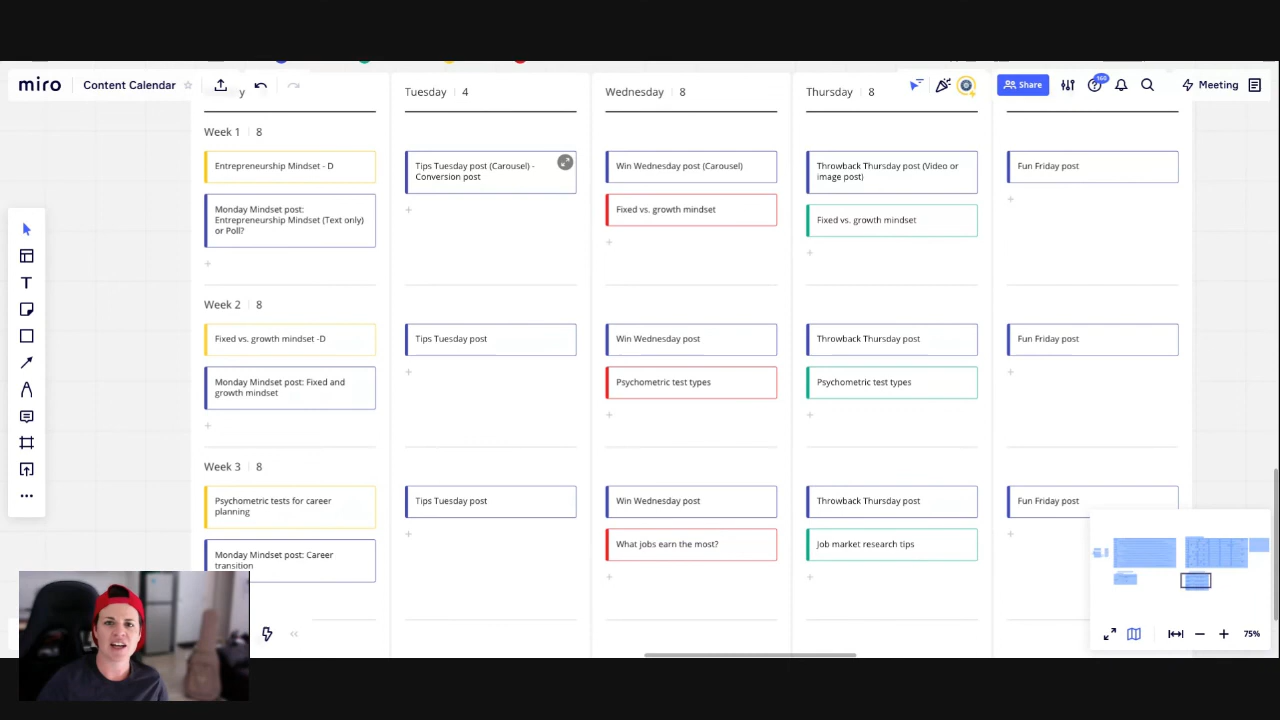 miro
Content Calendar
160
Share
Meeting
y
Tuesday 4
Wednesday 8
Thursday 8
Week 1 8
Entrepreneurship Mindset - D
Tips Tuesday post (Carousel) -
Conversion post
Win Wednesday post (Carousel)
Throwback Thursday post (Video or
image post)
Fun Friday post
Monday Mindset post:
Entrepreneurship Mindset (Text only)
or Poll?
Fixed vs. growth mindset
Fixed vs. growth mindset
Week 2 8
Fixed vs. growth mindset -D
Tips Tuesday post
Win Wednesday post
Throwback Thursday post
Fun Friday post
Monday Mindset post: Fixed and
growth mindset
Psychometric test types
Psychometric test types
Week 3 8
Psychometric tests for career
planning
Tips Tuesday post
Win Wednesday post
Throwback Thursday post
Fun Friday post
Monday Mindset post: Career
transition
What jobs earn the most?
Job market research tips
75%